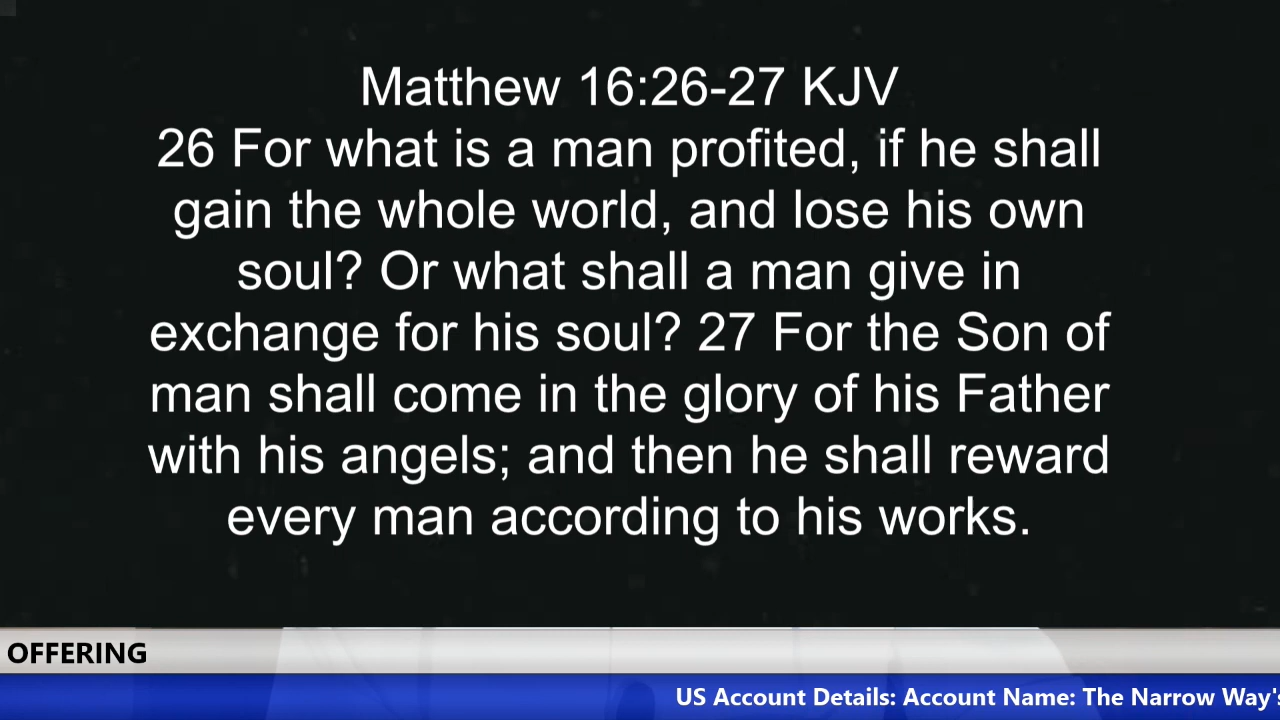 Matthew 16:26-27 KJV
26 For what is a man profited, if he shall
gain the whole world, and lose his own
soul? Or what shall a man give in
exchange for his soul? 27 For the Son of
man shall come in the glory of his Father
with his angels; and then he shall reward
every man according to his works.
OFFERING
US Account Details: Account Name: The Narrow Way's